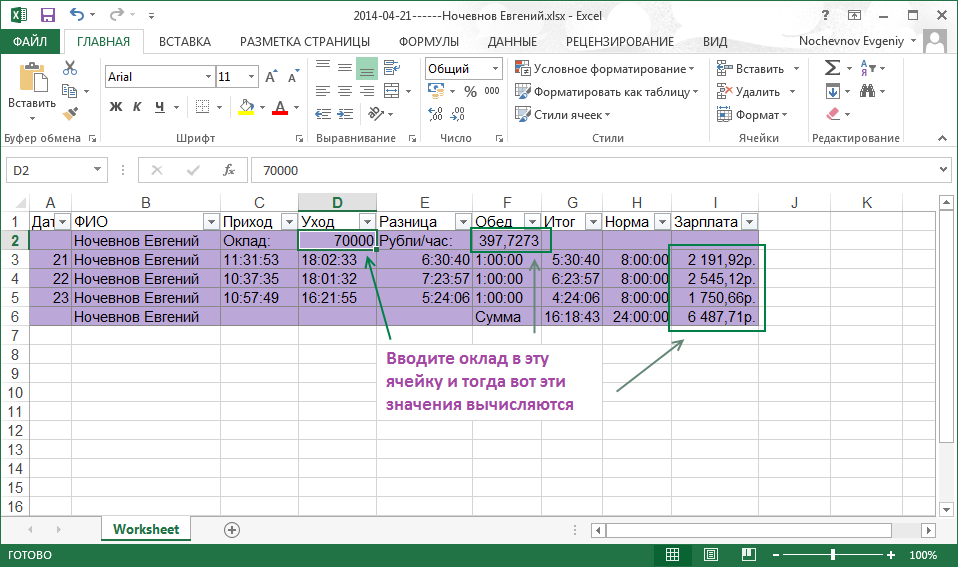 2014-04-21------Ночевнов Евгений.xlsx - Excel
ФАЙЛ ГЛАВНАЯ ВСТАВКА РАЗМЕТКА СТРАНИЦЫ ФОРМУЛЫ ДАННЫЕ РЕЦЕНЗИРОВАНИЕ ВИД Nochevnov Evgeniy
Вставить
Arial 11
Ж К Ч
Общий
% 000
Условное форматирование
Форматировать как таблицу
Стили ячеек
Вставить
Удалить
Формат
Буфер обмена Шрифт Выравнивание Число Стили Ячейки Редактирование
D2 fx 70000
A B C D E F G H I J K
1 Дат ФИО Приход Уход Разница Обед Итог Норма Зарплата
2 Ночевнов Евгений Оклад: 70000 Рубли/час: 397,7273
3 21 Ночевнов Евгений 11:31:53 18:02:33 6:30:40 1:00:00 5:30:40 8:00:00 2 191,92р.
4 22 Ночевнов Евгений 10:37:35 18:01:32 7:23:57 1:00:00 6:23:57 8:00:00 2 545,12р.
5 23 Ночевнов Евгений 10:57:49 16:21:55 5:24:06 1:00:00 4:24:06 8:00:00 1 750,66р.
6 Ночевнов Евгений Сумма 16:18:43 24:00:00 6 487,71р.
7
8
9
10
11
12
13
14
15
16
Вводите оклад в эту
ячейку и тогда вот эти
значения вычисляются
Worksheet
ГОТОВО 100%